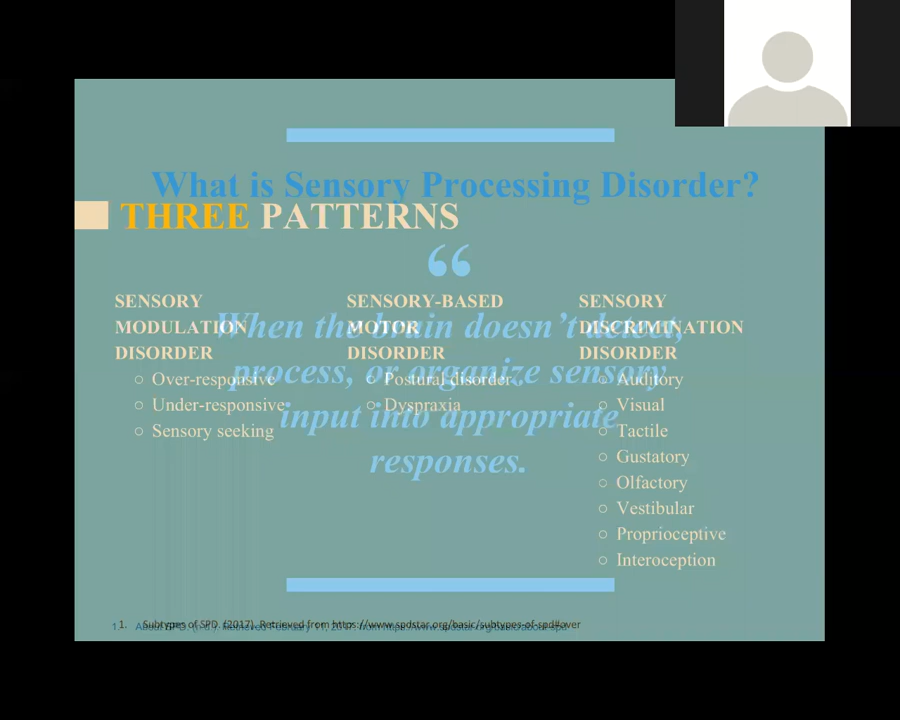 What is Sensory Processing Disorder?
THREE PATTERNS
“
When the brain doesn’t detect,
process, or organize sensory
input into appropriate
responses.
SENSORY
MODULATION
DISORDER
○ Over-responsive
○ Under-responsive
○ Sensory seeking
SENSORY-BASED
MOTOR
DISORDER
○ Postural disorder
○ Dyspraxia
SENSORY
DISCRIMINATION
DISORDER
○ Auditory
○ Visual
○ Tactile
○ Gustatory
○ Olfactory
○ Vestibular
○ Proprioceptive
○ Interoception
1. Subtypes of SPD. (2017). Retrieved from https://www.spdstar.org/basic/subtypes-of-spd#over